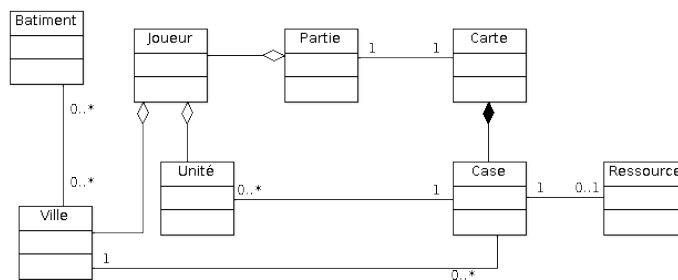 Batiment
Joueur
Partie
Carte
1
1
0..*
Unité
Case
Ressource
0..*
1
1
0..1
0..*
Ville
1
0..*